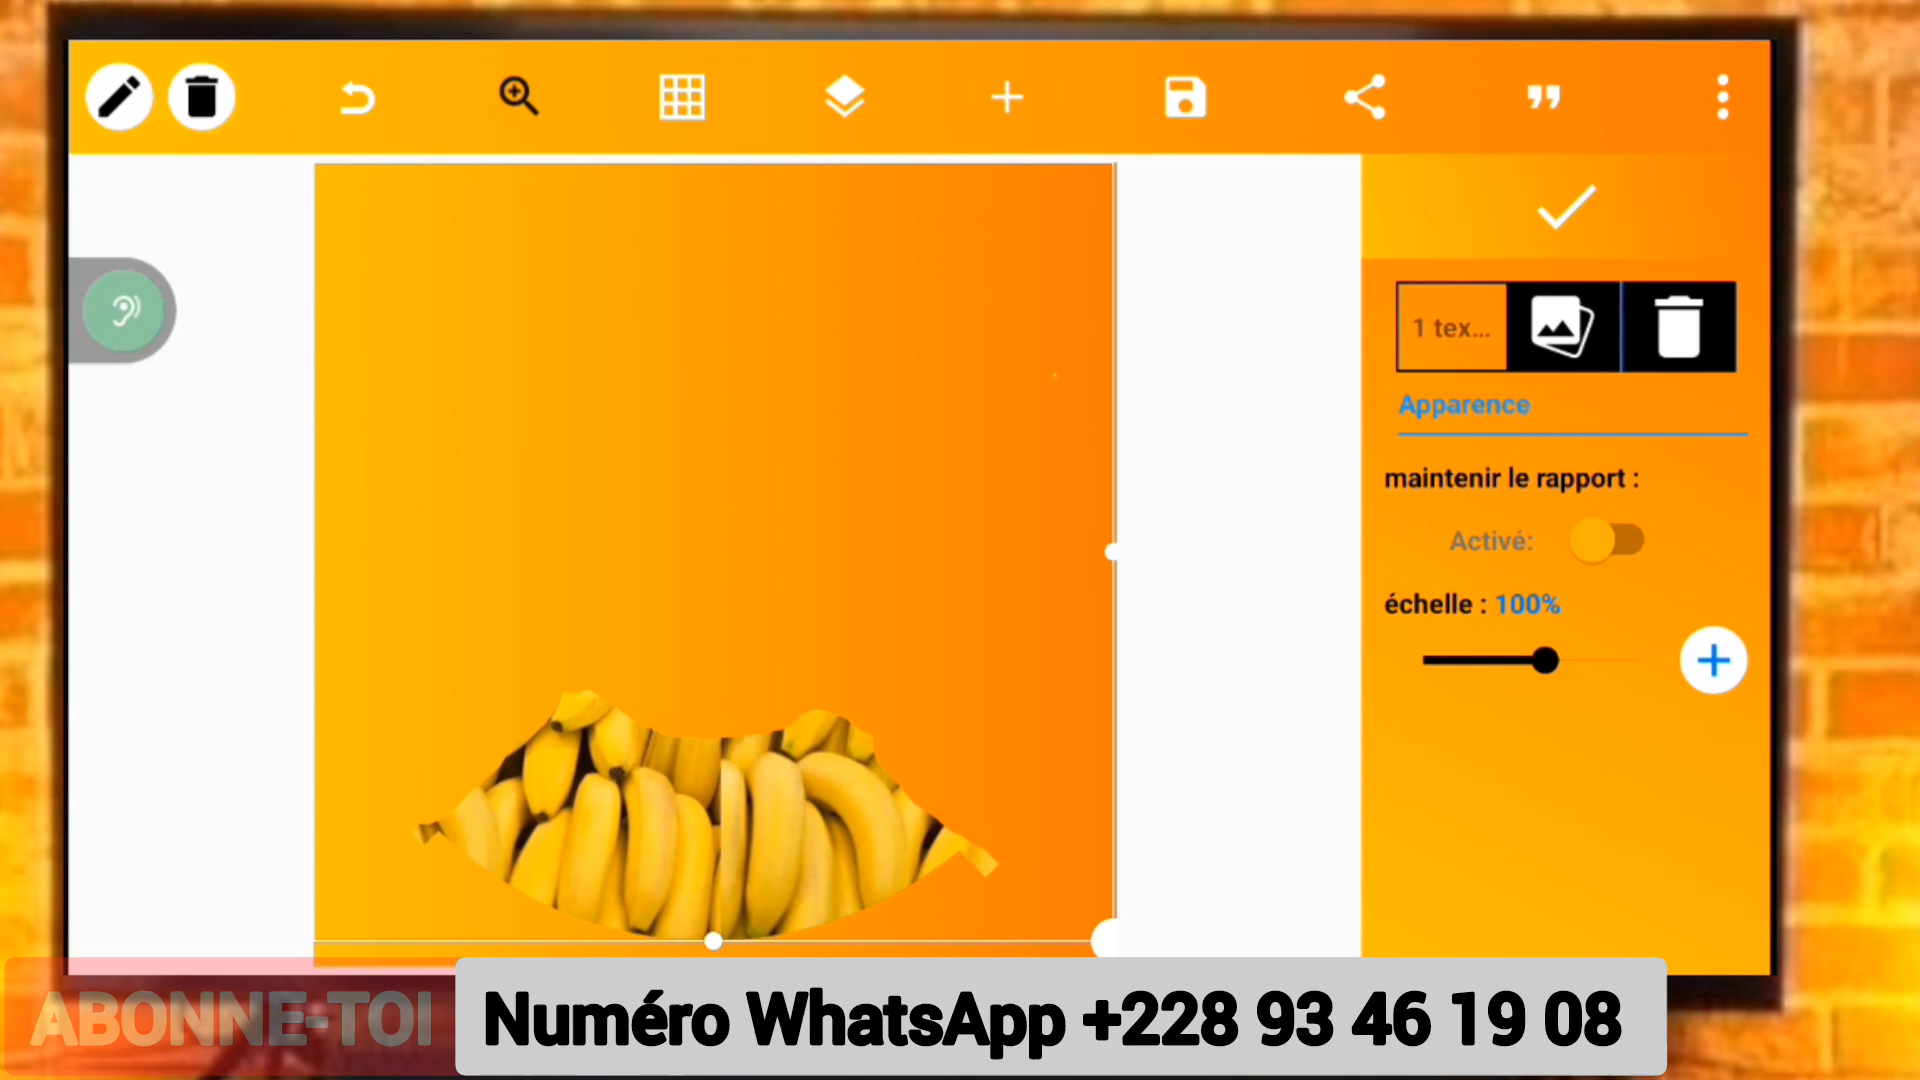 1 tex...
Apparence
maintenir le rapport :
Activé:
échelle : 100%
ABONNE-TOI
Numéro WhatsApp +228 93 46 19 08